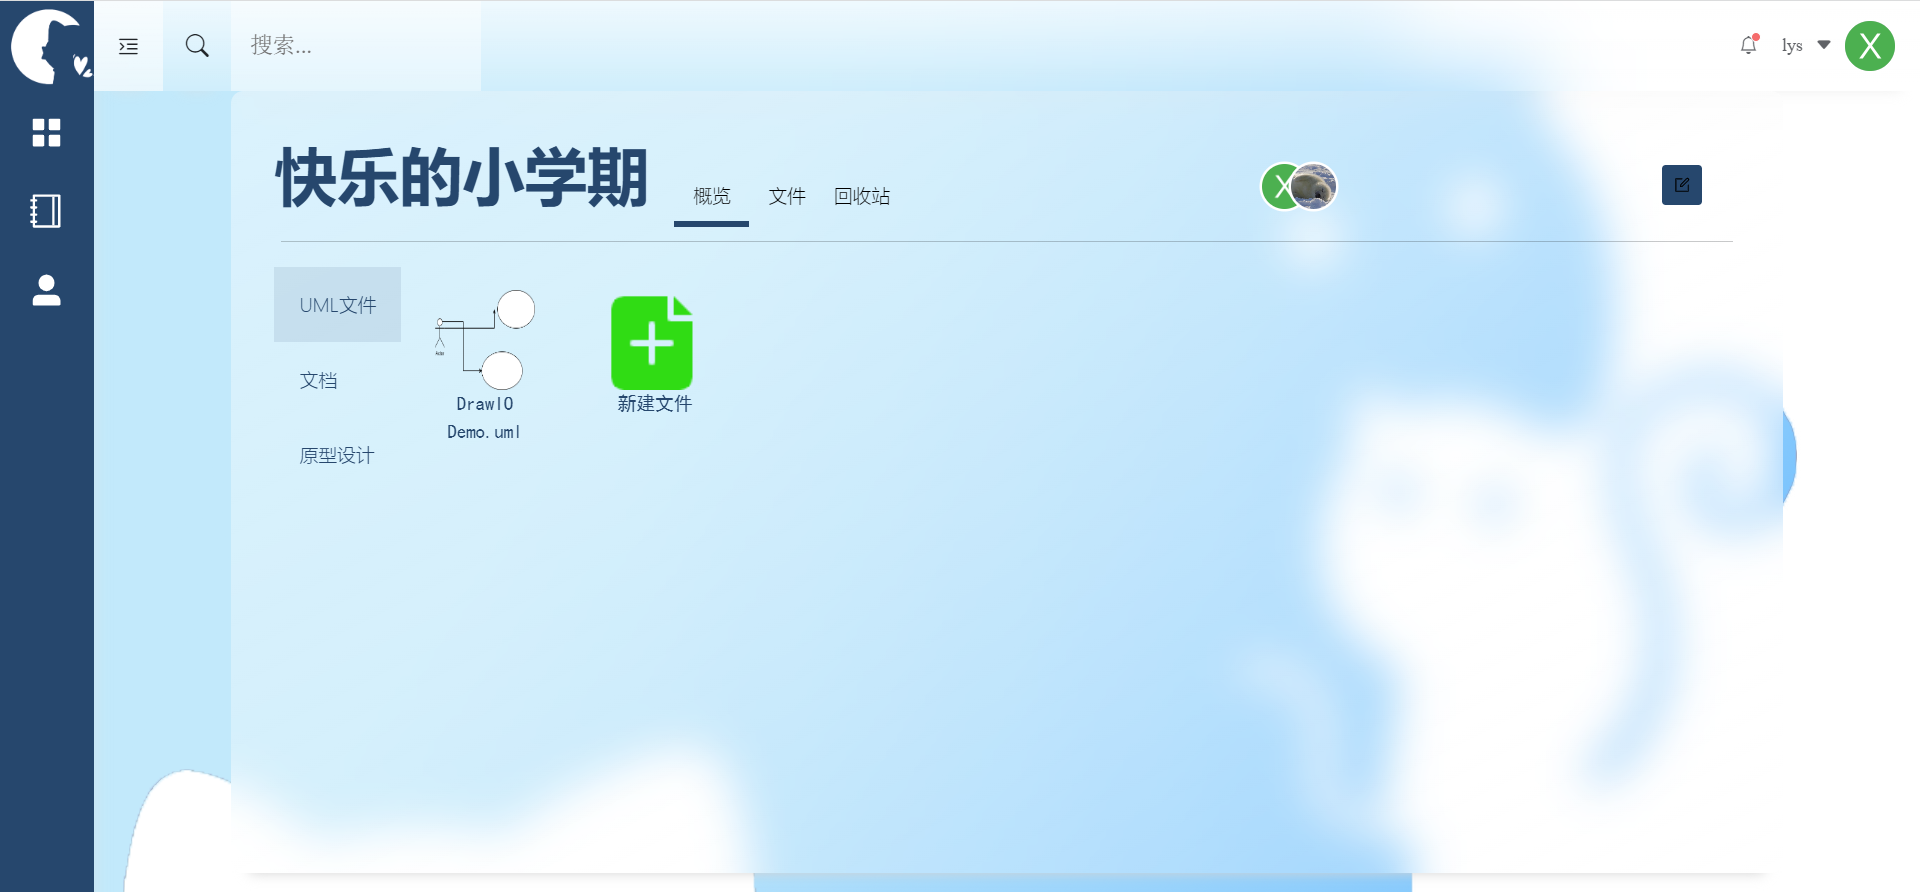 搜索...
lys
X
快乐的小学期
概览
文件
回收站
X
UML文件
文档
原型设计
DrawIO
Demo.uml
新建文件